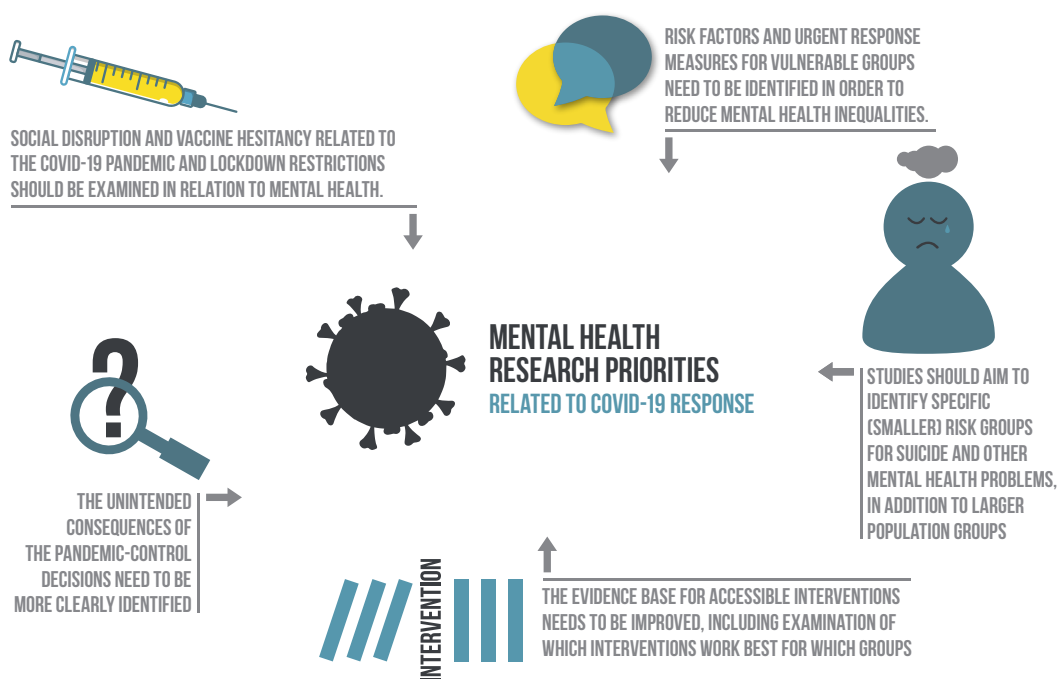 SOCIAL DISRUPTION AND VACCINE HESITANCY RELATED TO
THE COVID-19 PANDEMIC AND LOCKDOWN RESTRICTIONS
SHOULD BE EXAMINED IN RELATION TO MENTAL HEALTH.
RISK FACTORS AND URGENT RESPONSE
MEASURES FOR VULNERABLE GROUPS
NEED TO BE IDENTIFIED IN ORDER TO
REDUCE MENTAL HEALTH INEQUALITIES.
MENTAL HEALTH
RESEARCH PRIORITIES
RELATED TO COVID-19 RESPONSE
?
STUDIES SHOULD AIM TO
IDENTIFY SPECIFIC
(SMALLER) RISK GROUPS
FOR SUICIDE AND OTHER
MENTAL HEALTH PROBLEMS,
IN ADDITION TO LARGER
POPULATION GROUPS
THE UNINTENDED
CONSEQUENCES OF
THE PANDEMIC-CONTROL
DECISIONS NEED TO BE
MORE CLEARLY IDENTIFIED
INTERVENTION
THE EVIDENCE BASE FOR ACCESSIBLE INTERVENTIONS
NEEDS TO BE IMPROVED, INCLUDING EXAMINATION OF
WHICH INTERVENTIONS WORK BEST FOR WHICH GROUPS